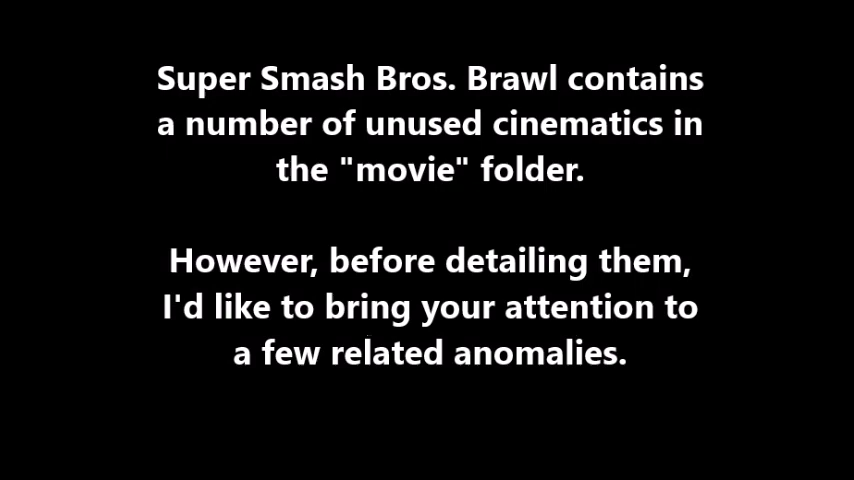 Super Smash Bros. Brawl contains
a number of unused cinematics in
the "movie" folder.
However, before detailing them,
I'd like to bring your attention to
a few related anomalies.